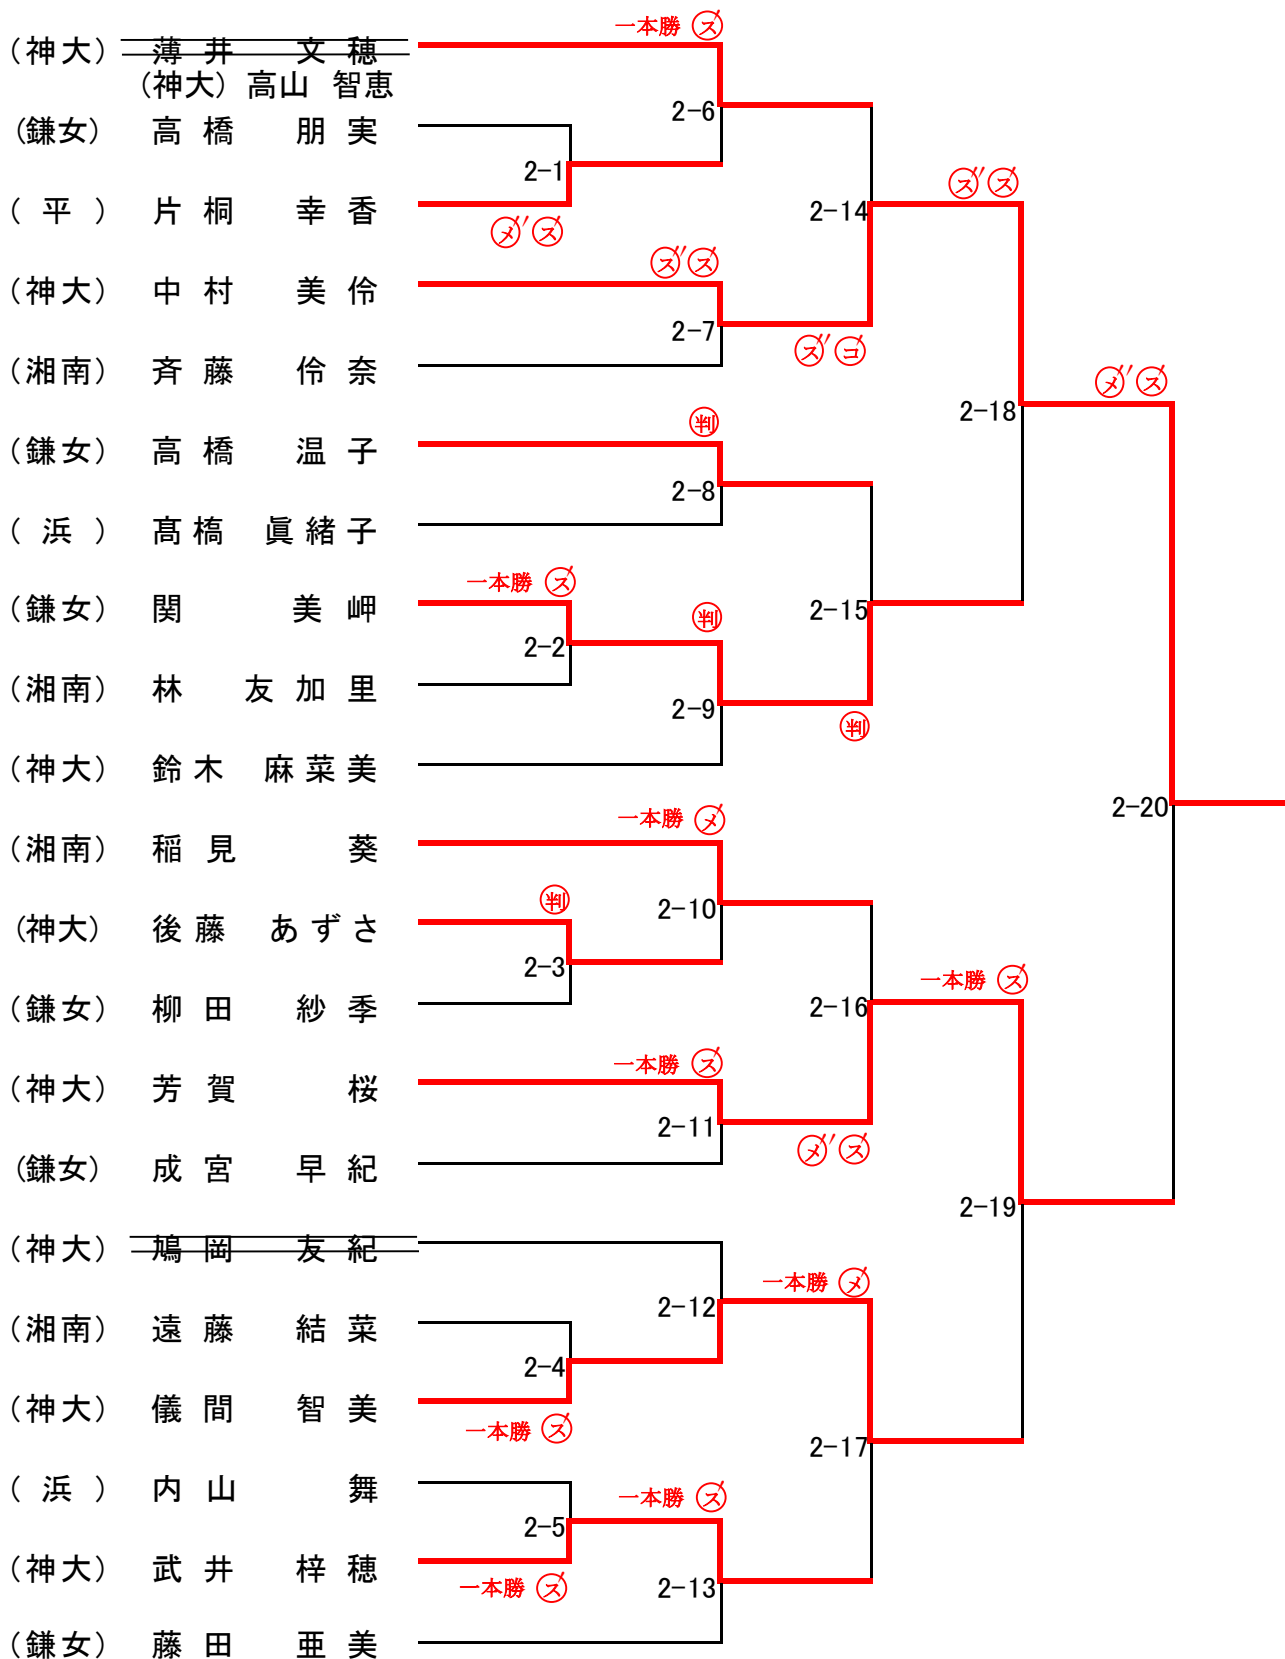 一本勝 ㋜
（神大） 薄井 文穂
（神大）高山 智恵
2-6
（鎌女） 高橋 朋実
2-1
㋱ ㋜
（平） 片桐 幸香
㋜ ㋜
2-14
㋜ ㋜
（神大） 中村 美伶
2-7
㋜ ㋙
（湘南） 斉藤 伶奈
㋱ ㋜
2-18
判
（鎌女） 高橋 温子
2-8
（浜） 髙橋 眞緒子
一本勝 ㋜
（鎌女） 関 美岬
判
2-15
2-2
（湘南） 林 友加里
2-9
判
（神大） 鈴木 麻菜美
2-20
一本勝 ㋱
（湘南） 稲見 葵
判
2-10
（神大） 後藤 あずさ
2-3
一本勝 ㋜
（鎌女） 柳田 紗季
2-16
一本勝 ㋜
（神大） 芳賀 桜
2-11
㋱ ㋜
（鎌女） 成宮 早紀
2-19
（神大） 鳩岡 友紀
一本勝 ㋱
2-12
（湘南） 遠藤 結菜
2-4
（神大） 儀間 智美
一本勝 ㋜
2-17
（浜） 内山 舞
一本勝 ㋜
2-5
（神大） 武井 梓穂
一本勝 ㋜
2-13
（鎌女） 藤田 亜美